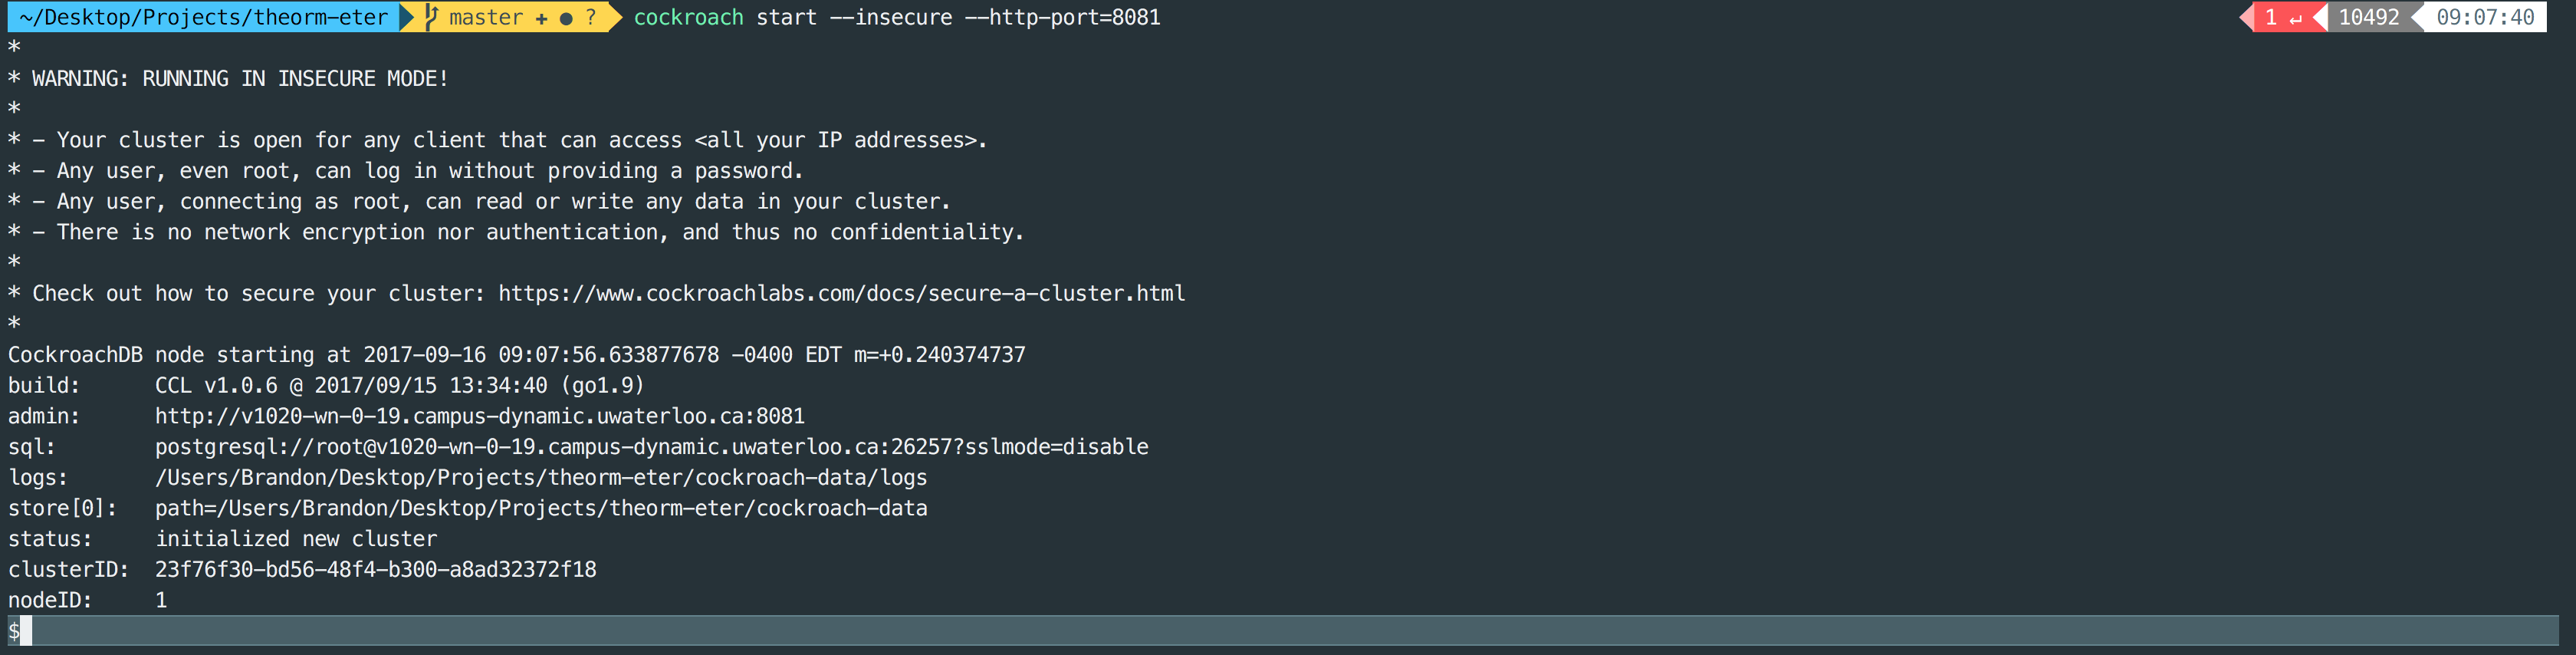 ~/Desktop/Projects/theorm-eter master ✚ ● ? cockroach start --insecure --http-port=8081 1 ↵ 10492 09:07:40
*
* WARNING: RUNNING IN INSECURE MODE!
*
* - Your cluster is open for any client that can access <all your IP addresses>.
* - Any user, even root, can log in without providing a password.
* - Any user, connecting as root, can read or write any data in your cluster.
* - There is no network encryption nor authentication, and thus no confidentiality.
*
* Check out how to secure your cluster: https://www.cockroachlabs.com/docs/secure-a-cluster.html
*
CockroachDB node starting at 2017-09-16 09:07:56.633877678 -0400 EDT m=+0.240374737
build: CCL v1.0.6 @ 2017/09/15 13:34:40 (go1.9)
admin: http://v1020-wn-0-19.campus-dynamic.uwaterloo.ca:8081
sql: postgresql://root@v1020-wn-0-19.campus-dynamic.uwaterloo.ca:26257?sslmode=disable
logs: /Users/Brandon/Desktop/Projects/theorm-eter/cockroach-data/logs
store[0]: path=/Users/Brandon/Desktop/Projects/theorm-eter/cockroach-data
status: initialized new cluster
clusterID: 23f76f30-bd56-48f4-b300-a8ad32372f18
nodeID: 1
$